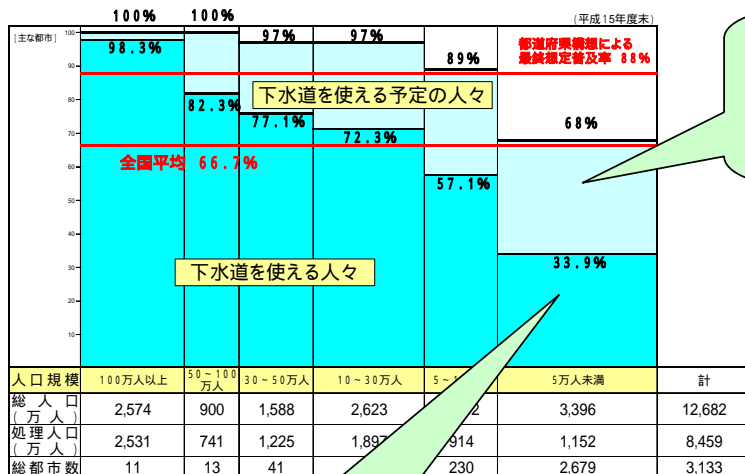 100% 100%
(平成15年度末)
[主な都市]
100
98.3%
97%
97%
都道府県構想による
最終想定普及率 88%
90
89%
下水道を使える予定の人々
80
82.3%
77.1%
72.3%
68%
70
全国平均 66.7%
60
57.1%
50
40
33.9%
下水道を使える人々
30
20
10
人口規模 100万人以上 50~100万人 30~50万人 10~30万人 5~1 5万人未満 計
総人口(万人) 2,574 900 1,588 2,623 2 3,396 12,682
処理人口(万人) 2,531 741 1,225 1,897 914 1,152 8,459
総都市数 11 13 41 230 2,679 3,133